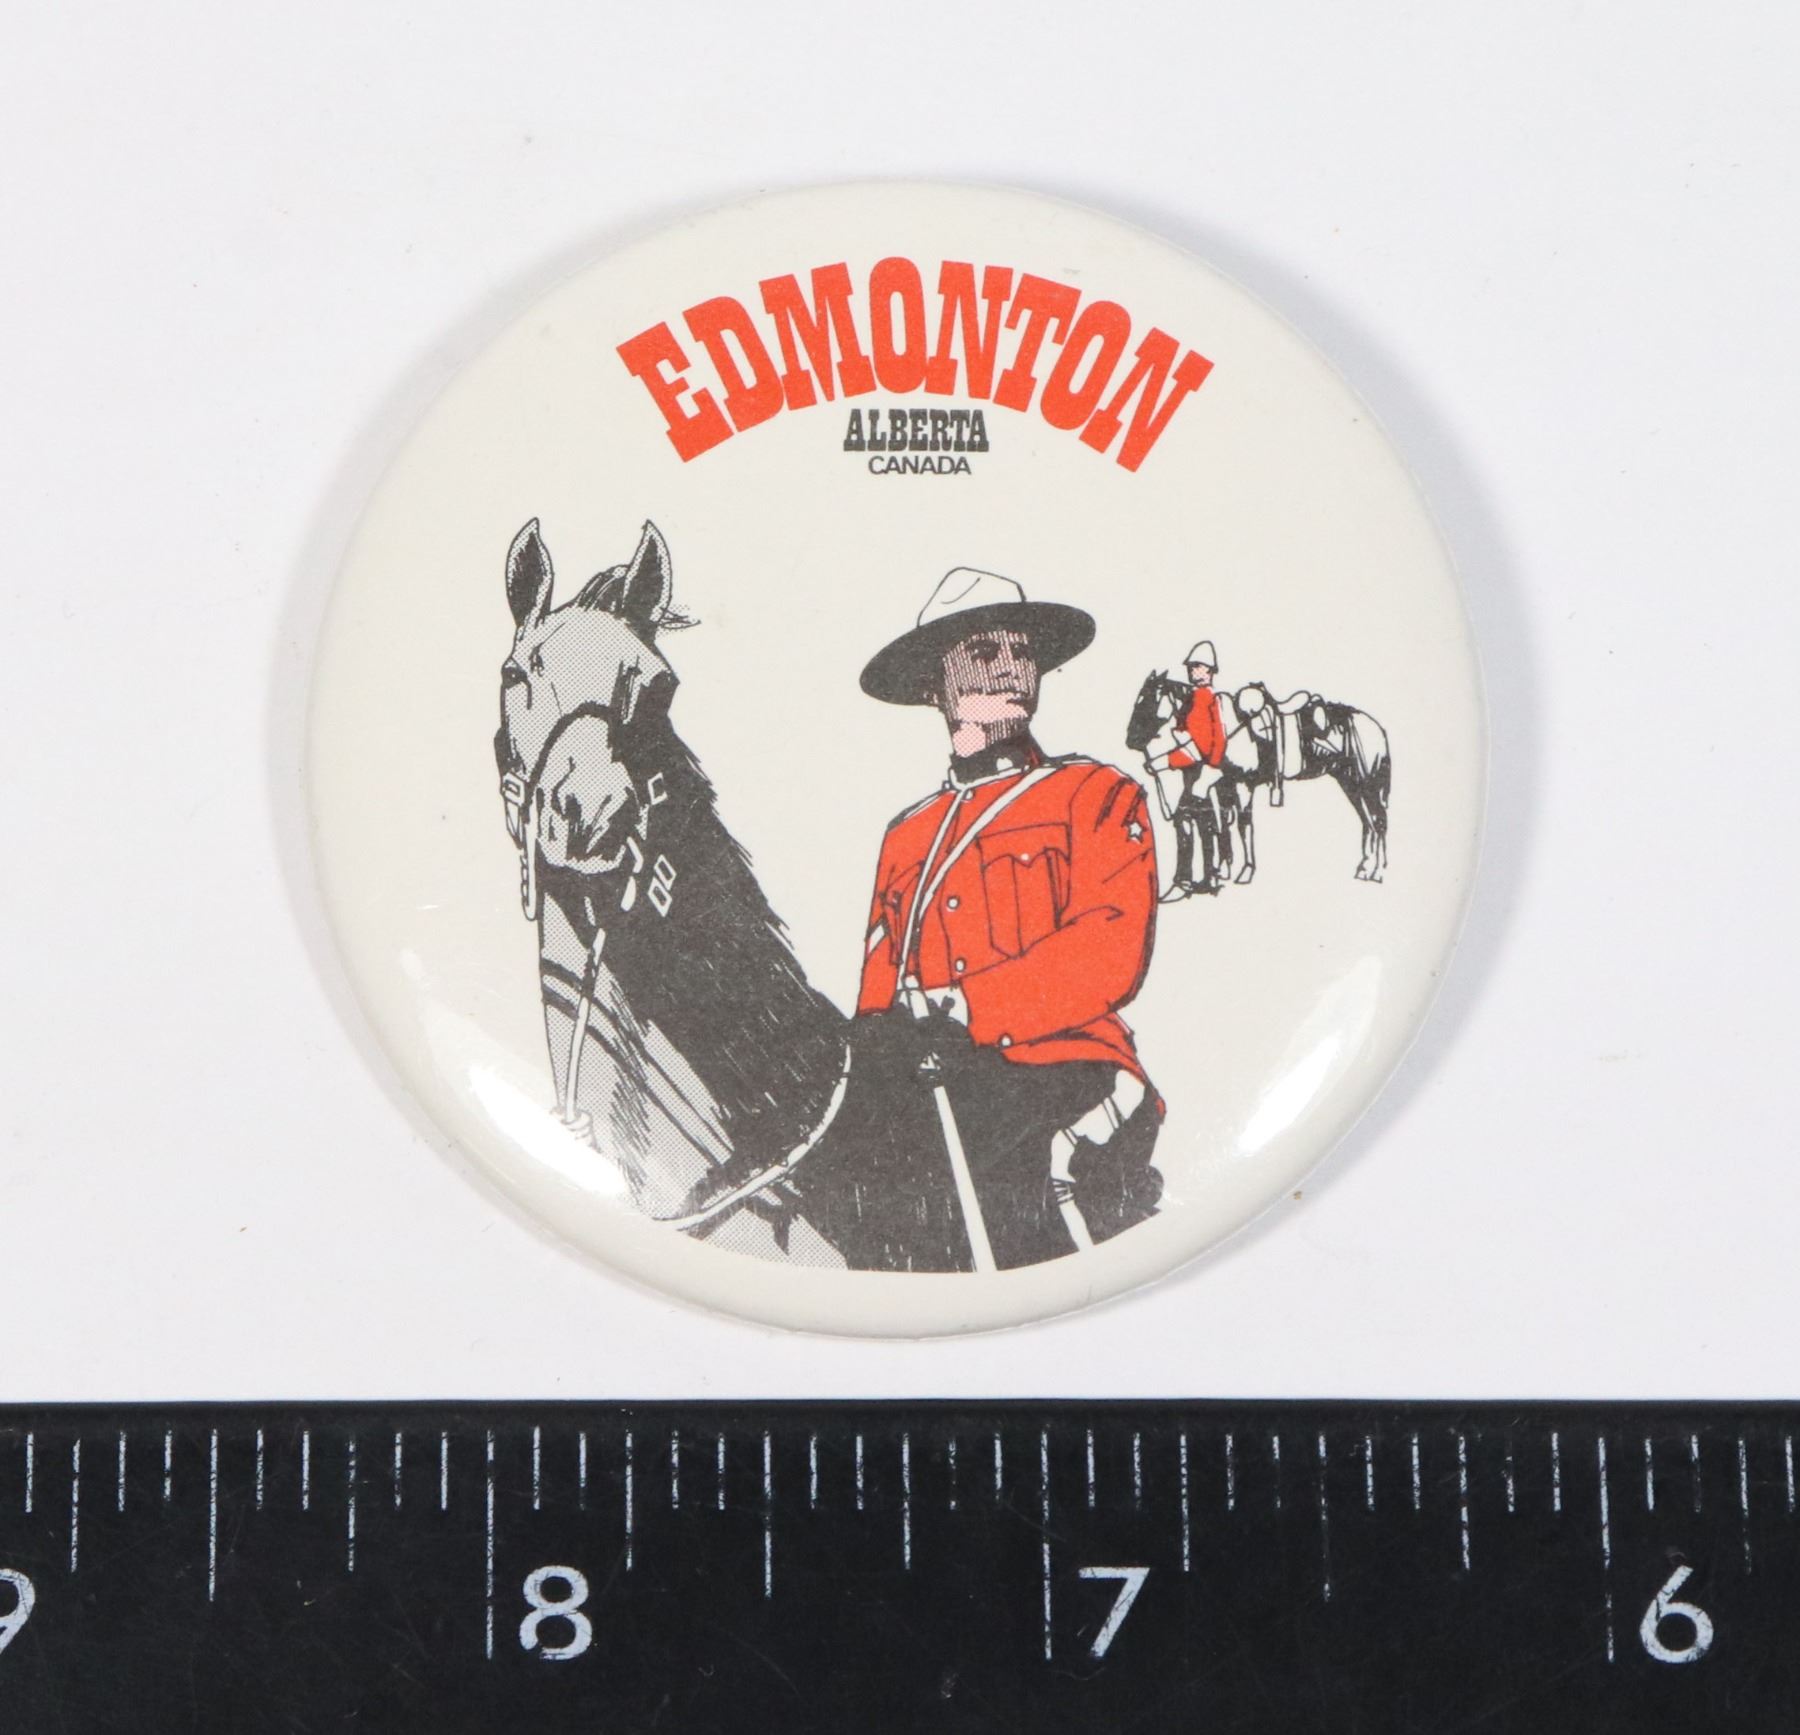 EDMONTON
ALBERTA
CANADA
9 8 7 6